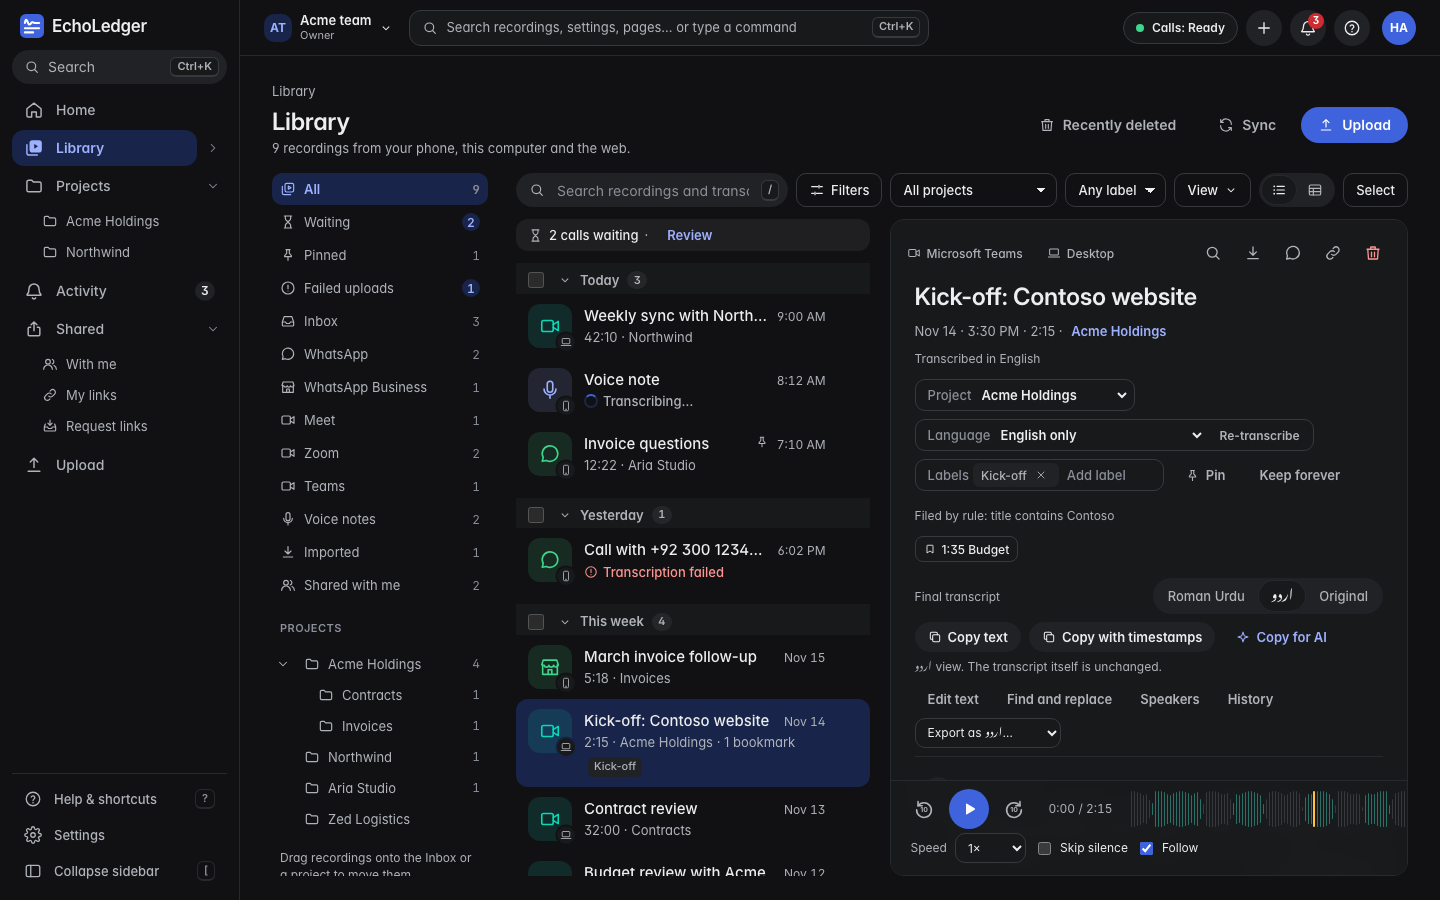 EchoLedger
Search Ctrl+K
Home
Library
Projects
Acme Holdings
Northwind
Activity 3
Shared
With me
My links
Request links
Upload
Help & shortcuts ?
Settings
Collapse sidebar [
AT Acme team
Owner
Search recordings, settings, pages... or type a command Ctrl+K
Calls: Ready
3
HA
Library
Library
9 recordings from your phone, this computer and the web.
Recently deleted
Sync
Upload
All 9
Waiting 2
Pinned 1
Failed uploads 1
Inbox 3
WhatsApp 2
WhatsApp Business 1
Meet 1
Zoom 2
Teams 1
Voice notes 2
Imported 1
Shared with me 2
PROJECTS
Acme Holdings 4
Contracts 1
Invoices 1
Northwind 1
Aria Studio 1
Zed Logistics
Drag recordings onto the Inbox or
a project to move them
Search recordings and transc /
Filters
All projects
Any label
View
Select
2 calls waiting · Review
Today 3
Weekly sync with North... 9:00 AM
42:10 · Northwind
Voice note 8:12 AM
Transcribing...
Invoice questions 7:10 AM
12:22 · Aria Studio
Yesterday 1
Call with +92 300 1234... 6:02 PM
Transcription failed
This week 4
March invoice follow-up Nov 15
5:18 · Invoices
Kick-off: Contoso website Nov 14
2:15 · Acme Holdings · 1 bookmark
Kick-off
Contract review Nov 13
32:00 · Contracts
Budget review with Acme Nov 12
Microsoft Teams Desktop
Kick-off: Contoso website
Nov 14 · 3:30 PM · 2:15 · Acme Holdings
Transcribed in English
Project Acme Holdings
Language English only Re-transcribe
Labels Kick-off × Add label Pin Keep forever
Filed by rule: title contains Contoso
1:35 Budget
Final transcript Roman Urdu اردو Original
Copy text Copy with timestamps Copy for AI
اردو view. The transcript itself is unchanged.
Edit text Find and replace Speakers History
Export as اردو...
10 10 0:00 / 2:15
Speed 1× Skip silence Follow